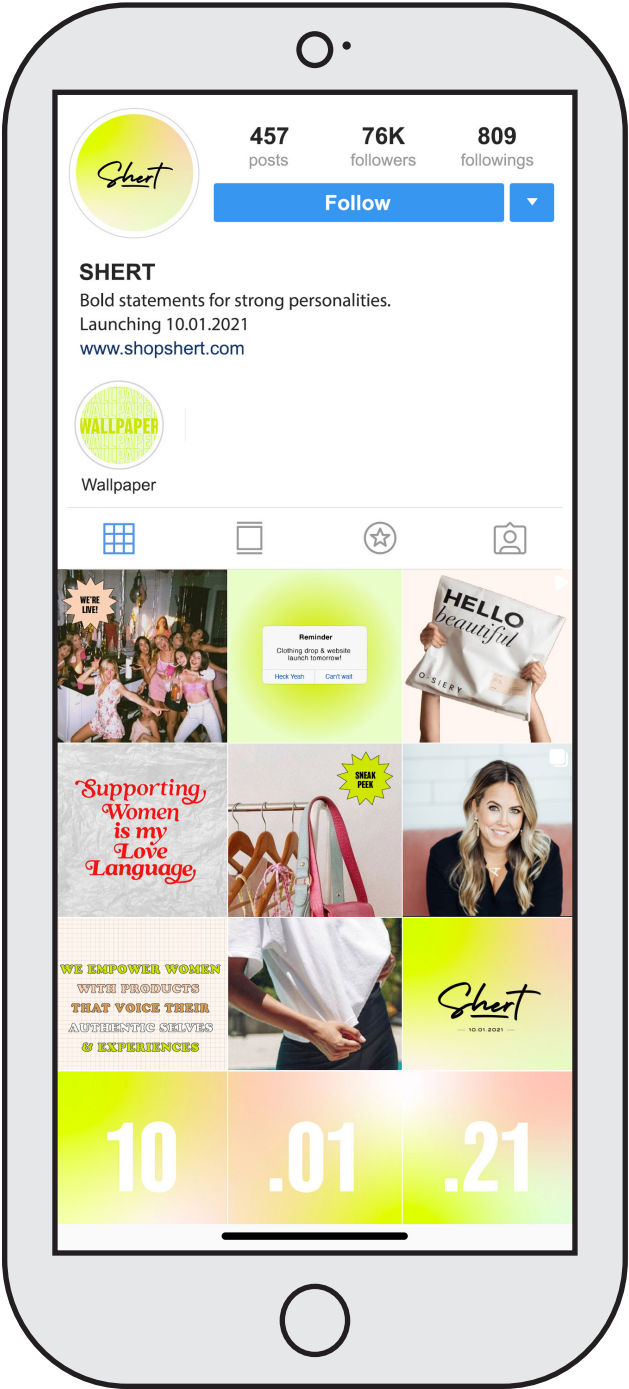 Shert
457
76K
809
posts
followers
followings
Follow
SHERT
Bold statements for strong personalities.
Launching 10.01.2021
www.shopshert.com
WALLPAPER
Wallpaper
WE'RE
LIVE!
Reminder
Clothing drop & website
launch tomorrow!
Heck Yeah
Can't wait
HELLO
beautiful
O-SIERY
Supporting
Women
is my
Love
Language
SNEAK
PEEK
WE EMPOWER WOMEN
WITH PRODUCTS
THAT VOICE THEIR
AUTHENTIC SELVES
& EXPERIENCES
Shert
— 10.01.2021 —
10
.01
.21